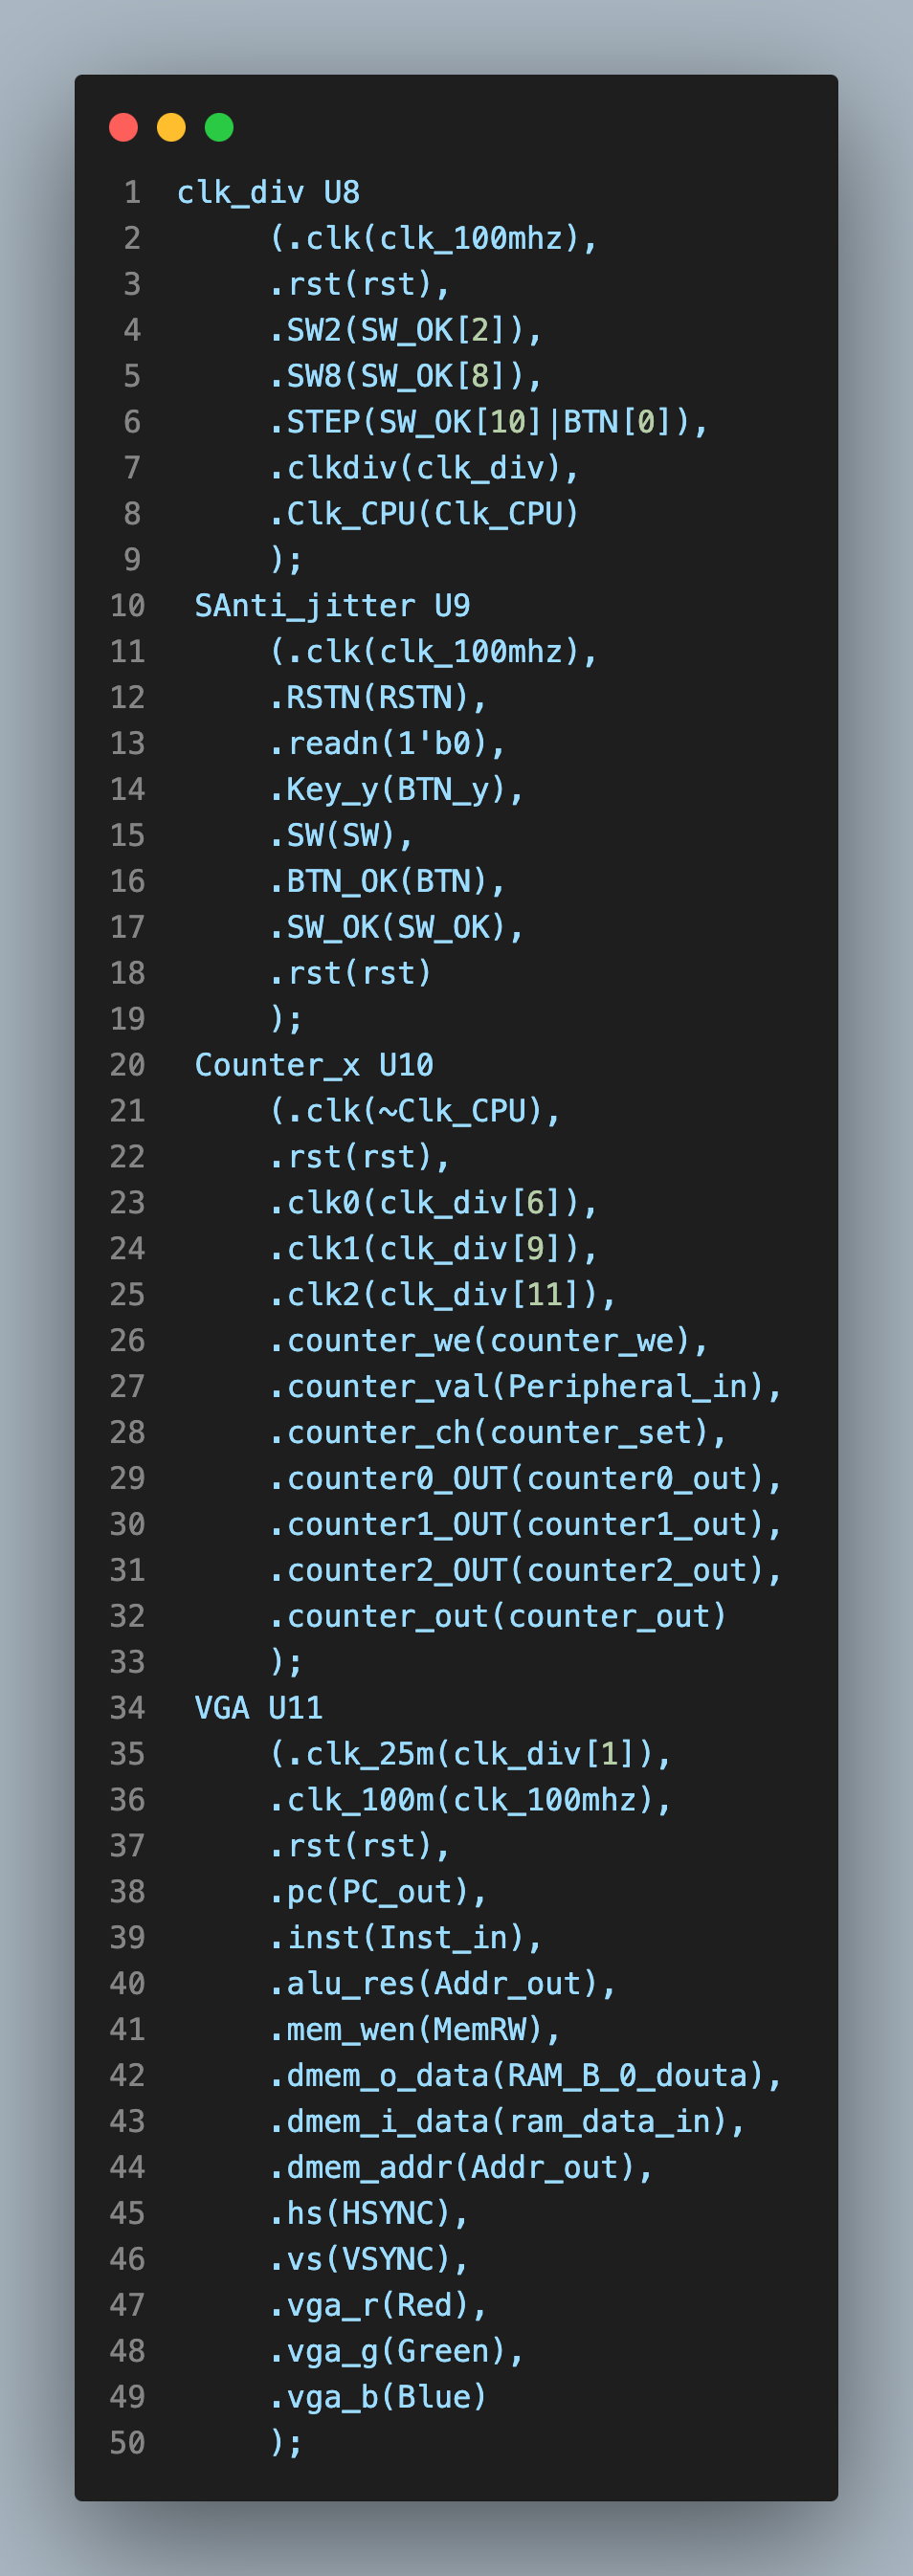 1 clk_div U8
2 (.clk(clk_100mhz),
3 .rst(rst),
4 .SW2(SW_OK[2]),
5 .SW8(SW_OK[8]),
6 .STEP(SW_OK[10]|BTN[0]),
7 .clkdiv(clk_div),
8 .Clk_CPU(Clk_CPU)
9 );
10 SAnti_jitter U9
11 (.clk(clk_100mhz),
12 .RSTN(RSTN),
13 .readn(1'b0),
14 .Key_y(BTN_y),
15 .SW(SW),
16 .BTN_OK(BTN),
17 .SW_OK(SW_OK),
18 .rst(rst)
19 );
20 Counter_x U10
21 (.clk(~Clk_CPU),
22 .rst(rst),
23 .clk0(clk_div[6]),
24 .clk1(clk_div[9]),
25 .clk2(clk_div[11]),
26 .counter_we(counter_we),
27 .counter_val(Peripheral_in),
28 .counter_ch(counter_set),
29 .counter0_OUT(counter0_out),
30 .counter1_OUT(counter1_out),
31 .counter2_OUT(counter2_out),
32 .counter_out(counter_out)
33 );
34 VGA U11
35 (.clk_25m(clk_div[1]),
36 .clk_100m(clk_100mhz),
37 .rst(rst),
38 .pc(PC_out),
39 .inst(Inst_in),
40 .alu_res(Addr_out),
41 .mem_wen(MemRW),
42 .dmem_o_data(RAM_B_0_douta),
43 .dmem_i_data(ram_data_in),
44 .dmem_addr(Addr_out),
45 .hs(HSYNC),
46 .vs(VSYNC),
47 .vga_r(Red),
48 .vga_g(Green),
49 .vga_b(Blue)
50 );